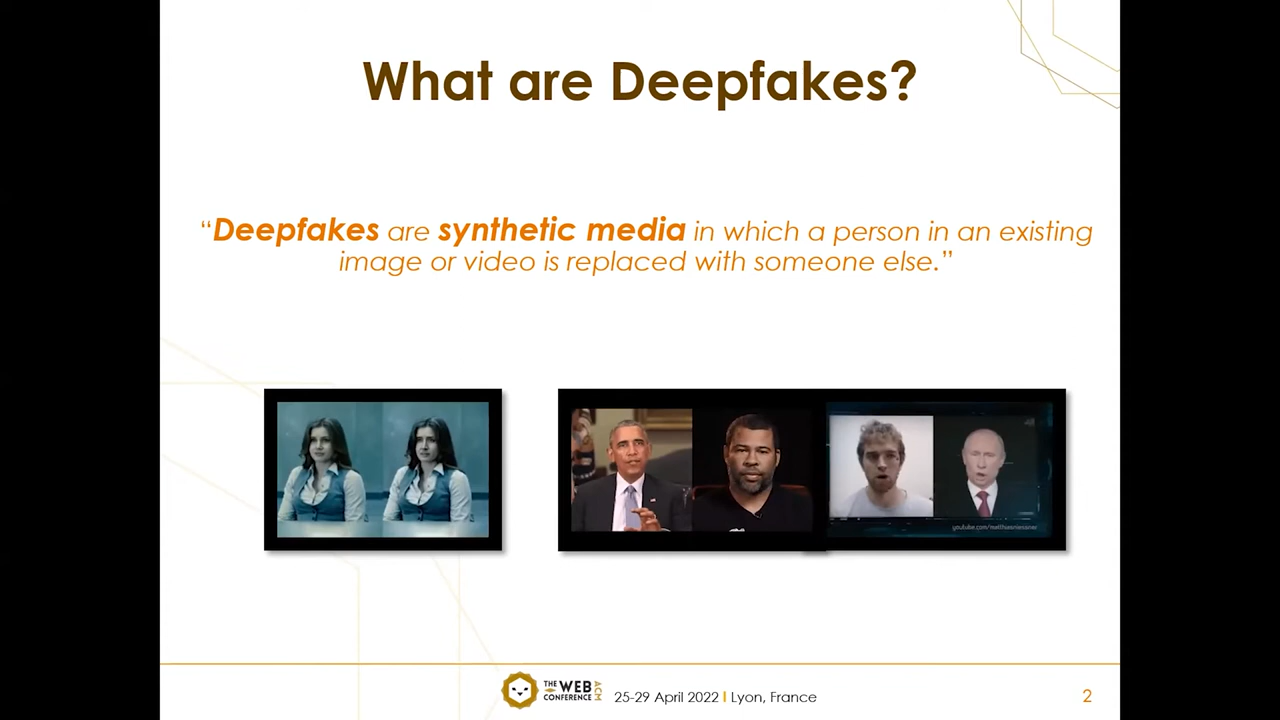 What are Deepfakes?
“Deepfakes are synthetic media in which a person in an existing
image or video is replaced with someone else.”
youtube.com/matthiasniessner
THE WEB
CONFERENCE
ACM
25-29 April 2022 I Lyon, France
2